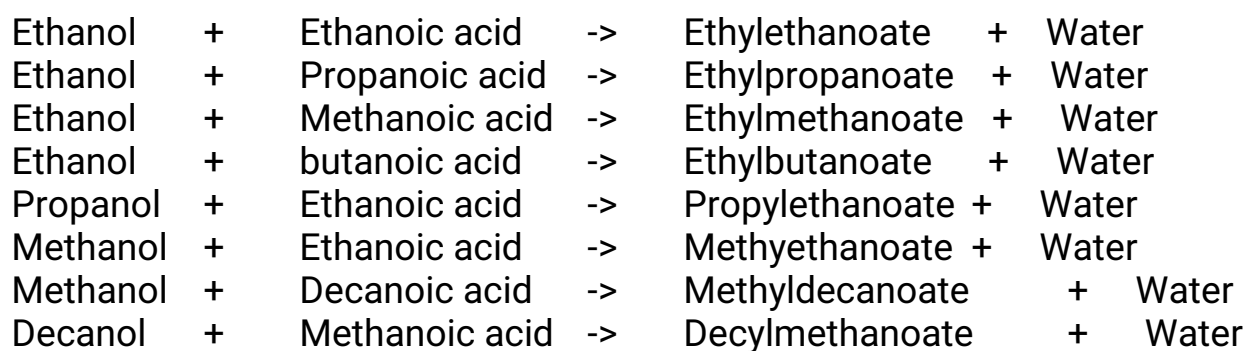 Ethanol + Ethanoic acid -> Ethylethanoate + Water
Ethanol + Propanoic acid -> Ethylpropanoate + Water
Ethanol + Methanoic acid -> Ethylmethanoate + Water
Ethanol + butanoic acid -> Ethylbutanoate + Water
Propanol + Ethanoic acid -> Propylethanoate + Water
Methanol + Ethanoic acid -> Methyethanoate + Water
Methanol + Decanoic acid -> Methyldecanoate + Water
Decanol + Methanoic acid -> Decylmethanoate + Water